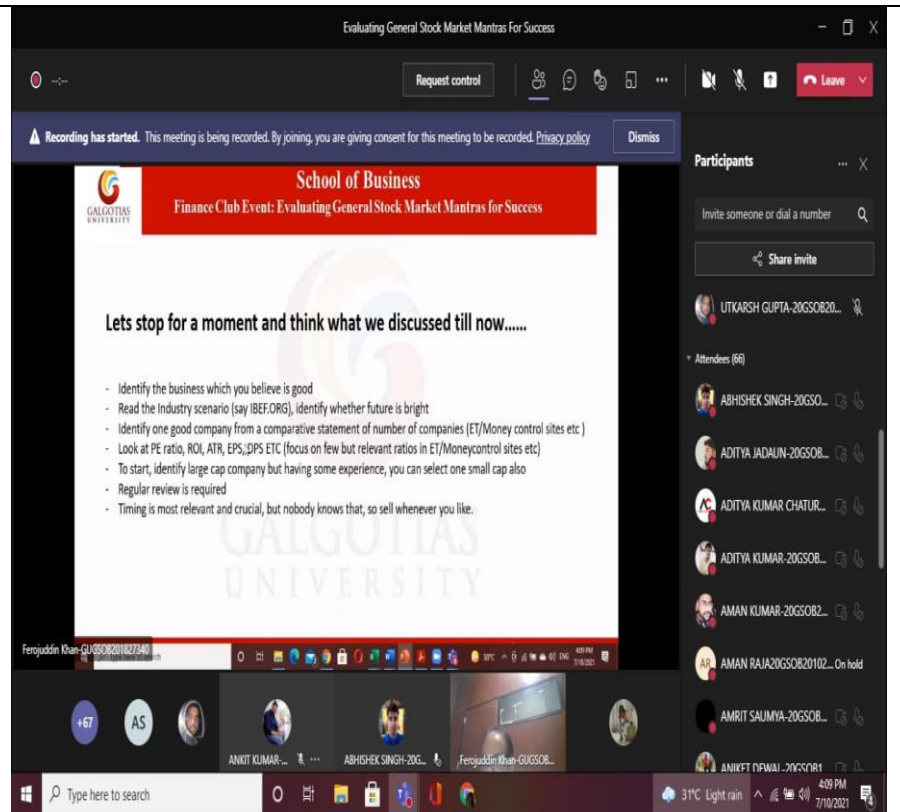 Evaluating General Stock Market Mantras For Success
--:--
Request control
Leave
Recording has started. This meeting is being recorded. By joining, you are giving consent for this meeting to be recorded. Privacy policy
Dismiss
GALGOTIAS
UNIVERSITY
School of Business
Finance Club Event: Evaluating General Stock Market Mantras for Success
Lets stop for a moment and think what we discussed till now......
- Identify the business which you believe is good
- Read the Industry scenario (say IBEF.ORG), identify whether future is bright
- Identify one good company from a comparative statement of number of companies (ET/Money control sites etc )
- Look at PE ratio, ROI, ATR, EPS, DPS ETC (focus on few but relevant ratios in ET/Moneycontrol sites etc)
- To start, identify large cap company but having some experience, you can select one small cap also
- Regular review is required
- Timing is most relevant and crucial, but nobody knows that, so sell whenever you like.
GALGOTIAS
UNIVERSITY
Ferojuddin Khan-GUGSOB201827340
ENG
4:09 PM
7/10/2021
Participants
Invite someone or dial a number
Share invite
UTKARSH GUPTA-20GSOB20...
Attendees (66)
ABHISHEK SINGH-20GSO...
ADITYA JADAUN-20GSOB...
AC
ADITYA KUMAR CHATUR...
ADITYA KUMAR-20GSOB...
AMAN KUMAR-20GSOB2...
AR
AMAN RAJA20GSOB20102... On hold
AMRIT SAUMYA-20GSOB...
ANIKET DEWAL-20GSOB1...
+67
AS
ANKIT KUMAR-...
ABHISHEK SINGH-20G...
Ferojuddin Khan-GUGSOB...
Type here to search
31°C Light rain
4:09 PM
7/10/2021